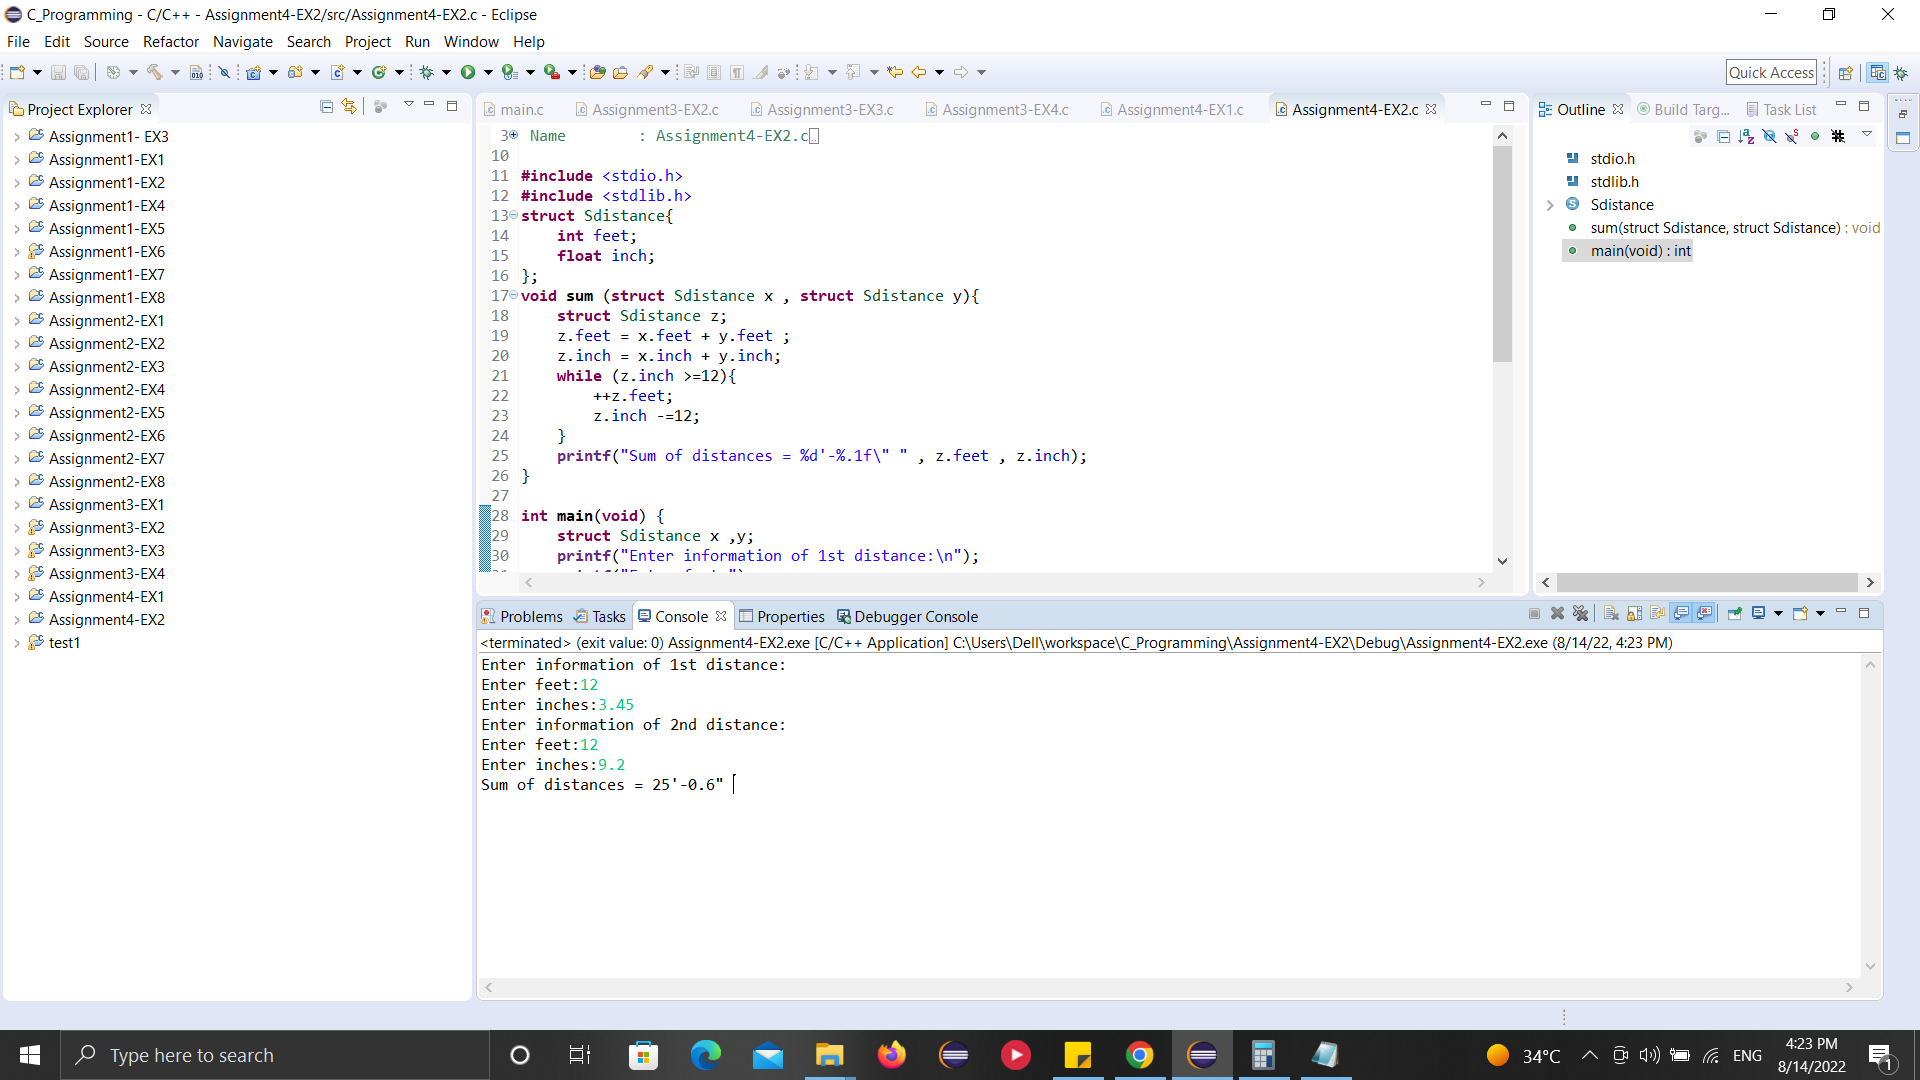 C_Programming - C/C++ - Assignment4-EX2/src/Assignment4-EX2.c - Eclipse
File Edit Source Refactor Navigate Search Project Run Window Help
Quick Access
Project Explorer
Assignment1- EX3
Assignment1-EX1
Assignment1-EX2
Assignment1-EX4
Assignment1-EX5
Assignment1-EX6
Assignment1-EX7
Assignment1-EX8
Assignment2-EX1
Assignment2-EX2
Assignment2-EX3
Assignment2-EX4
Assignment2-EX5
Assignment2-EX6
Assignment2-EX7
Assignment2-EX8
Assignment3-EX1
Assignment3-EX2
Assignment3-EX3
Assignment3-EX4
Assignment4-EX1
Assignment4-EX2
test1
main.c Assignment3-EX2.c Assignment3-EX3.c Assignment3-EX4.c Assignment4-EX1.c Assignment4-EX2.c
3 Name : Assignment4-EX2.c
10
11 #include <stdio.h>
12 #include <stdlib.h>
13 struct Sdistance{
14 int feet;
15 float inch;
16 };
17 void sum (struct Sdistance x , struct Sdistance y){
18 struct Sdistance z;
19 z.feet = x.feet + y.feet ;
20 z.inch = x.inch + y.inch;
21 while (z.inch >=12){
22 ++z.feet;
23 z.inch -=12;
24 }
25 printf("Sum of distances = %d'-%.1f\" " , z.feet , z.inch);
26 }
27
28 int main(void) {
29 struct Sdistance x ,y;
30 printf("Enter information of 1st distance:\n");
Outline Build Targ... Task List
stdio.h
stdlib.h
Sdistance
sum(struct Sdistance, struct Sdistance) : void
main(void) : int
Problems Tasks Console Properties Debugger Console
<terminated> (exit value: 0) Assignment4-EX2.exe [C/C++ Application] C:\Users\Dell\workspace\C_Programming\Assignment4-EX2\Debug\Assignment4-EX2.exe (8/14/22, 4:23 PM)
Enter information of 1st distance:
Enter feet:12
Enter inches:3.45
Enter information of 2nd distance:
Enter feet:12
Enter inches:9.2
Sum of distances = 25'-0.6"
Type here to search
34°C
ENG
4:23 PM
8/14/2022
1